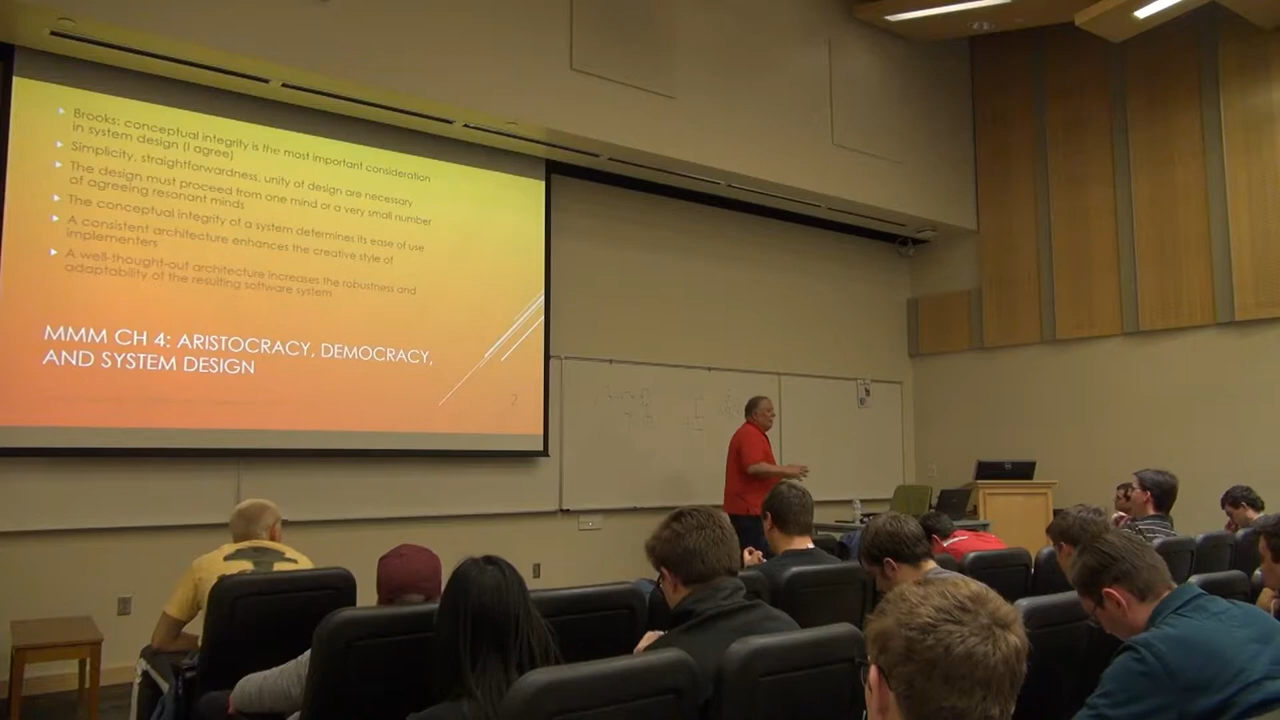 Brooks: conceptual integrity is the most important consideration
in system design (I agree)
Simplicity, straightforwardness, unity of design are necessary
The design must proceed from one mind or a very small number
of agreeing resonant minds
The conceptual integrity of a system determines its ease of use
A consistent architecture enhances the creative style of
implementers
A well-thought-out architecture increases the robustness and
adaptability of the resulting software system
MMM CH 4: ARISTOCRACY, DEMOCRACY,
AND SYSTEM DESIGN
2